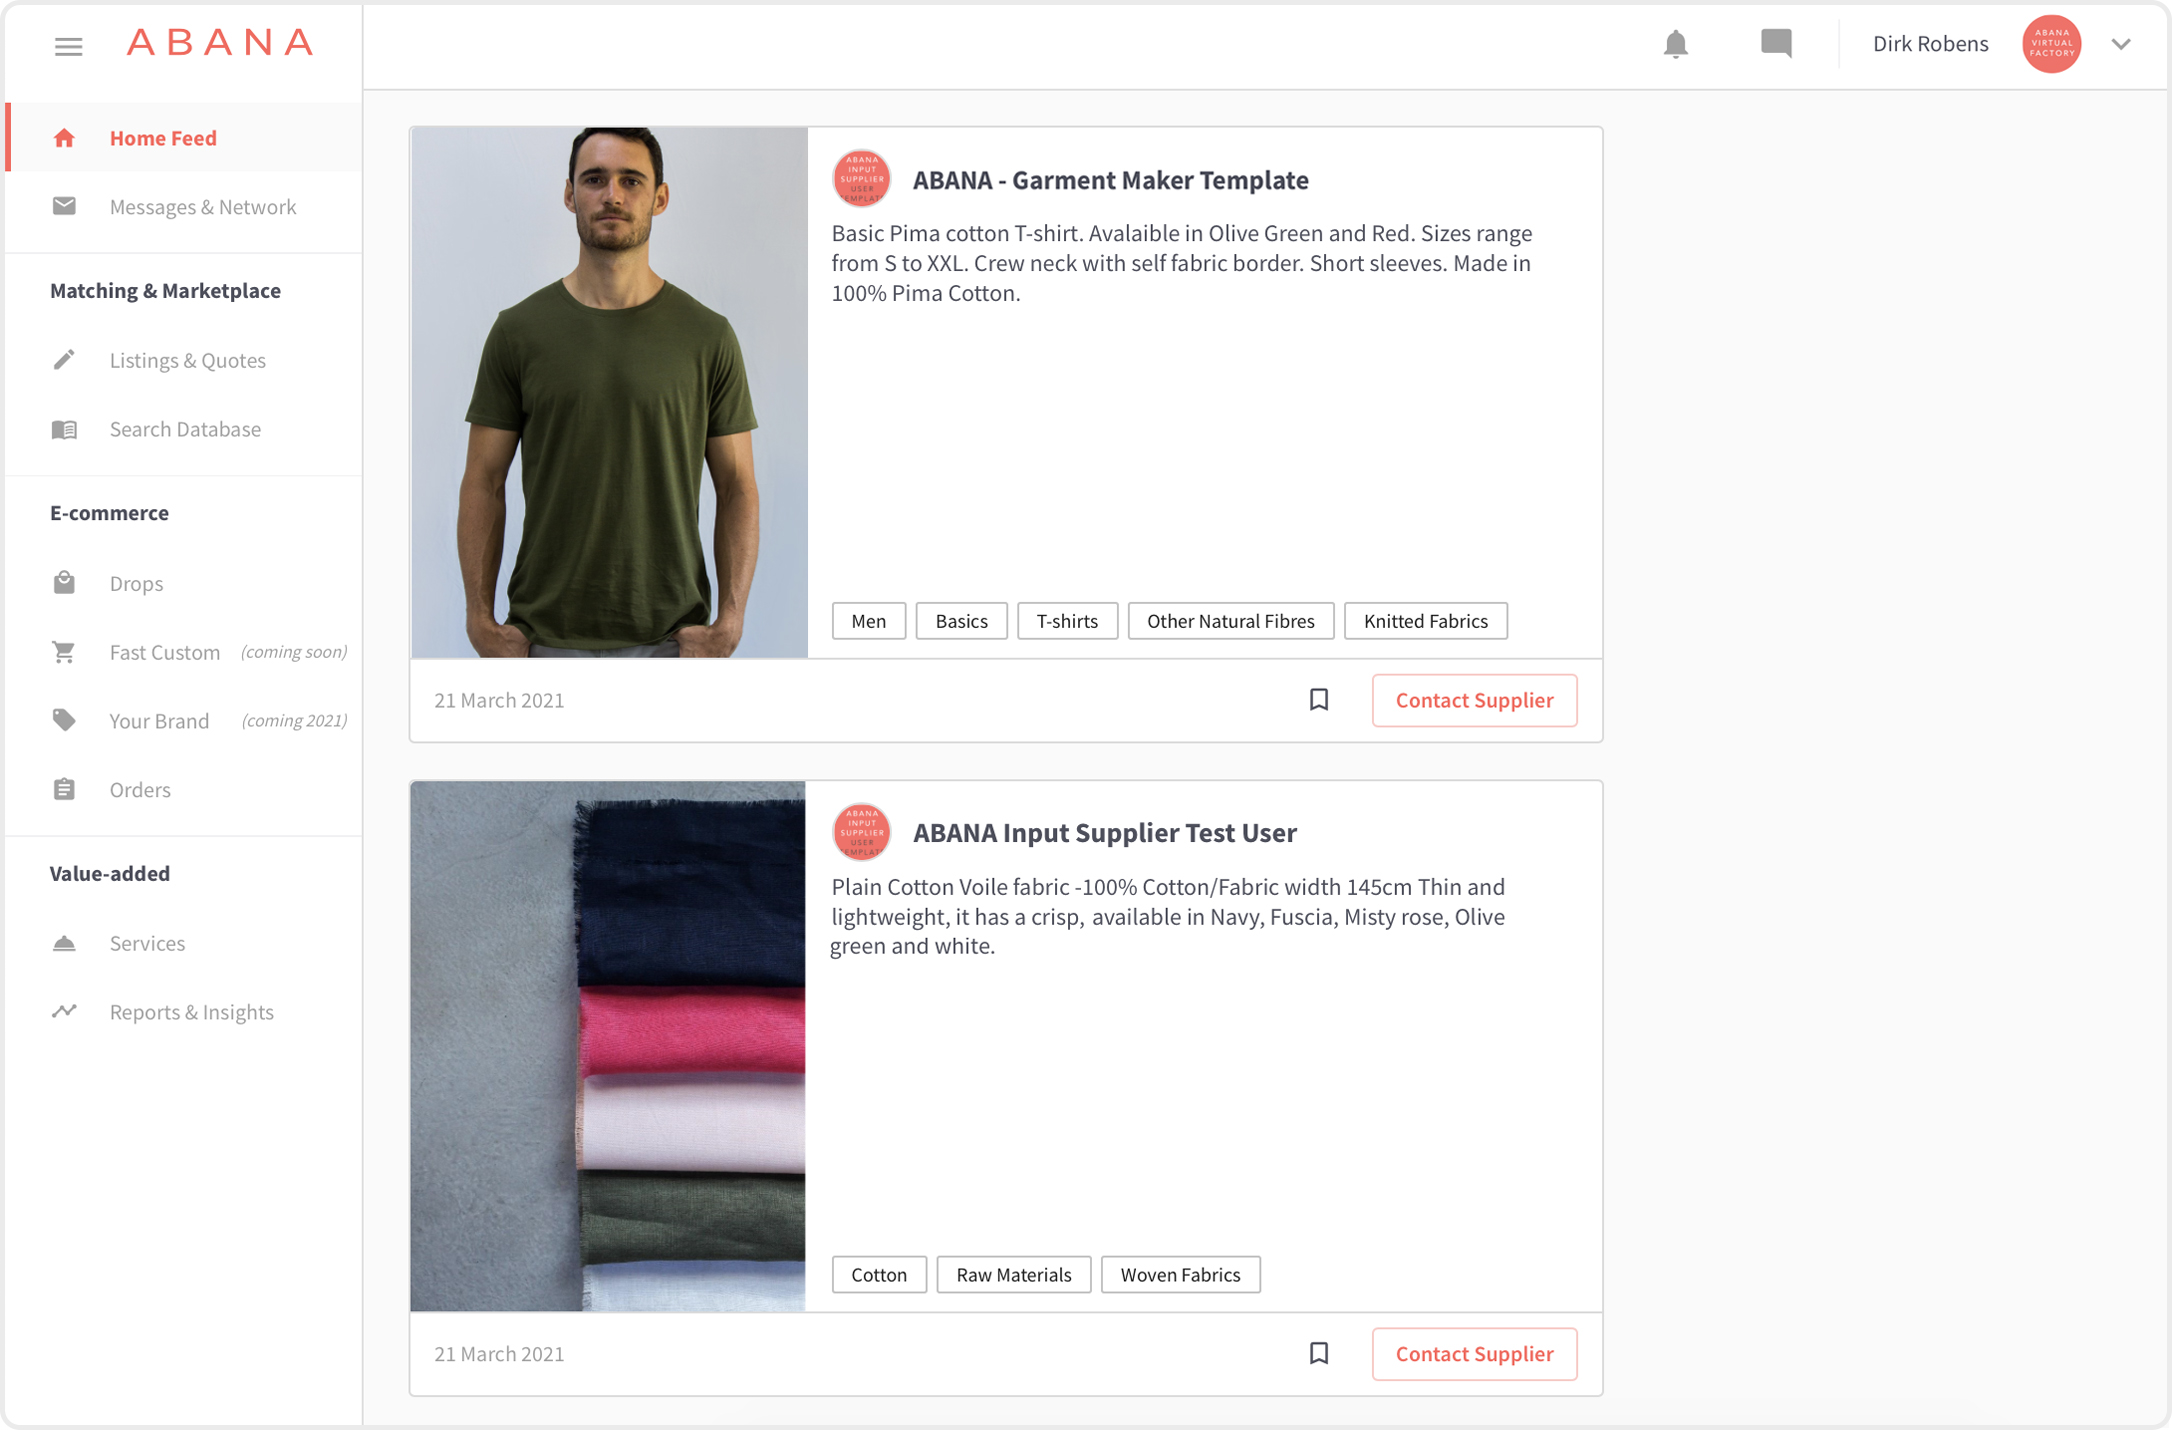 ABANA
Dirk Robens
ABANA
VIRTUAL
FACTORY
Home Feed
Messages & Network
Matching & Marketplace
Listings & Quotes
Search Database
E-commerce
Drops
Fast Custom (coming soon)
Your Brand (coming 2021)
Orders
Value-added
Services
Reports & Insights
ABANA
INPUT
SUPPLIER
USER
TEMPLAT
ABANA - Garment Maker Template
Basic Pima cotton T-shirt. Avalaible in Olive Green and Red. Sizes range
from S to XXL. Crew neck with self fabric border. Short sleeves. Made in
100% Pima Cotton.
Men Basics T-shirts Other Natural Fibres Knitted Fabrics
21 March 2021 Contact Supplier
ABANA
INPUT
SUPPLIER
USER
TEMPLAT
ABANA Input Supplier Test User
Plain Cotton Voile fabric -100% Cotton/Fabric width 145cm Thin and
lightweight, it has a crisp, available in Navy, Fuscia, Misty rose, Olive
green and white.
Cotton Raw Materials Woven Fabrics
21 March 2021 Contact Supplier